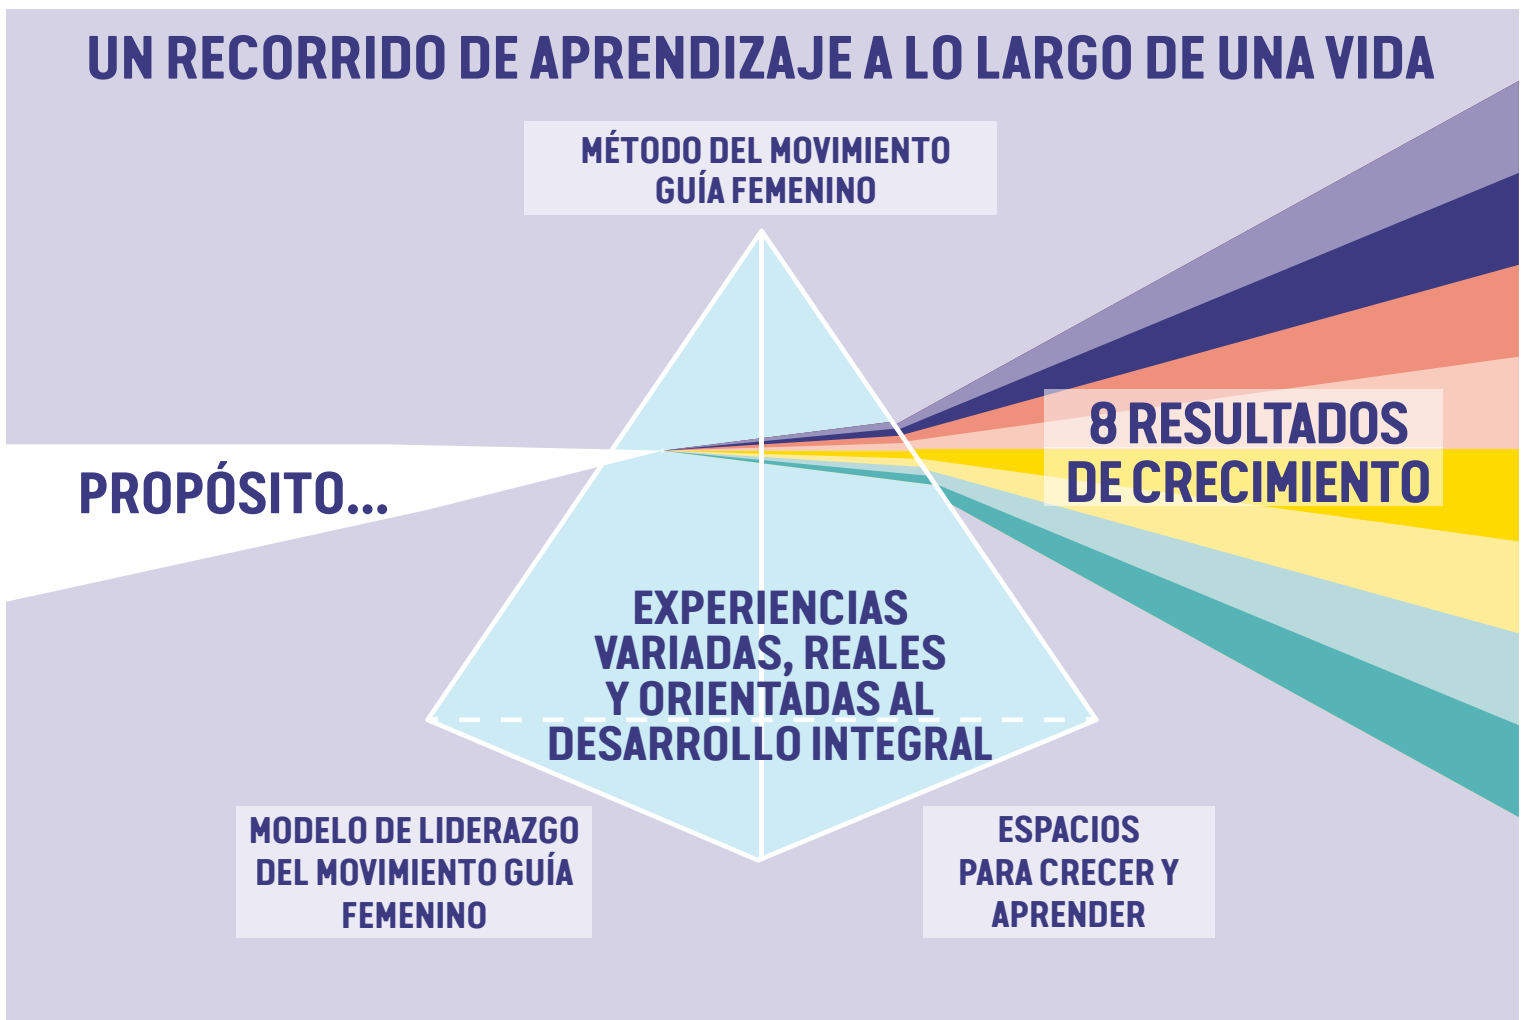 UN RECORRIDO DE APRENDIZAJE A LO LARGO DE UNA VIDA
MÉTODO DEL MOVIMIENTO
GUÍA FEMENINO
PROPÓSITO...
8 RESULTADOS
DE CRECIMIENTO
EXPERIENCIAS
VARIADAS, REALES
Y ORIENTADAS AL
DESARROLLO INTEGRAL
MODELO DE LIDERAZGO
DEL MOVIMIENTO GUÍA
FEMENINO
ESPACIOS
PARA CRECER Y
APRENDER